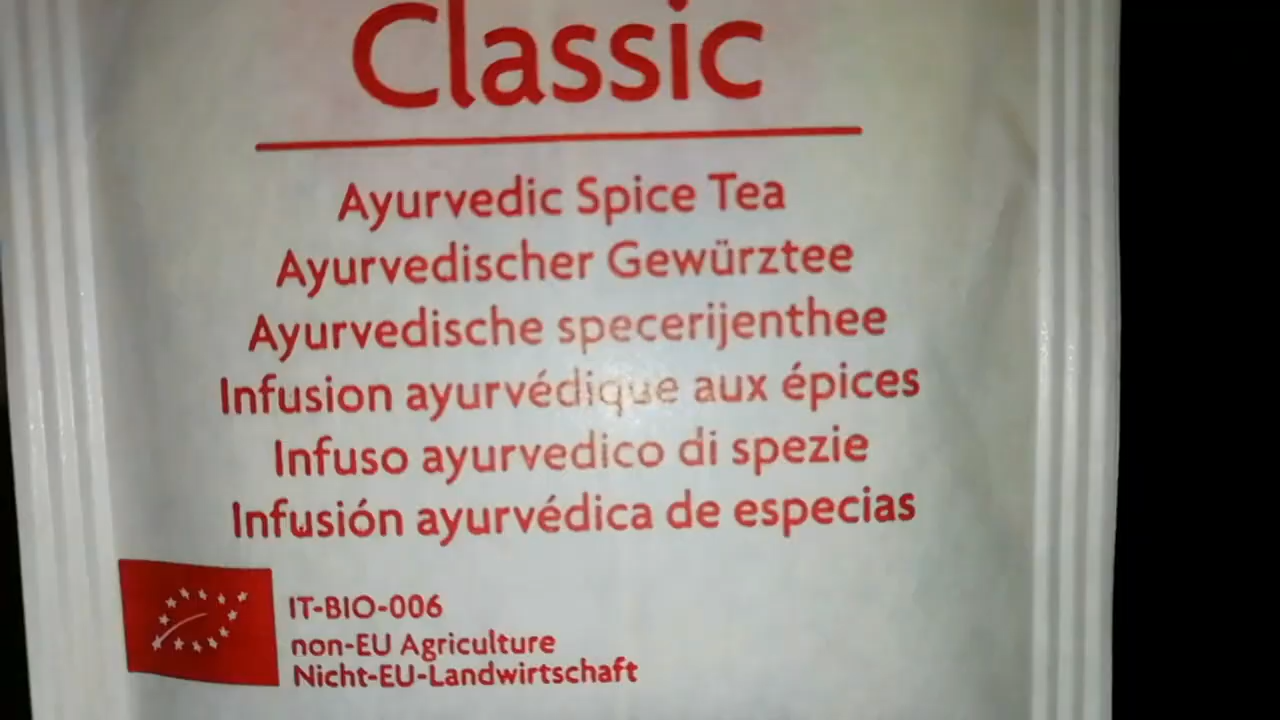 Classic
Ayurvedic Spice Tea
Ayurvedischer Gewürztee
Ayurvedische specerijenthee
Infusion ayurvédique aux épices
Infuso ayurvedico di spezie
Infusión ayurvédica de especias
IT-BIO-006
non-EU Agriculture
Nicht-EU-Landwirtschaft